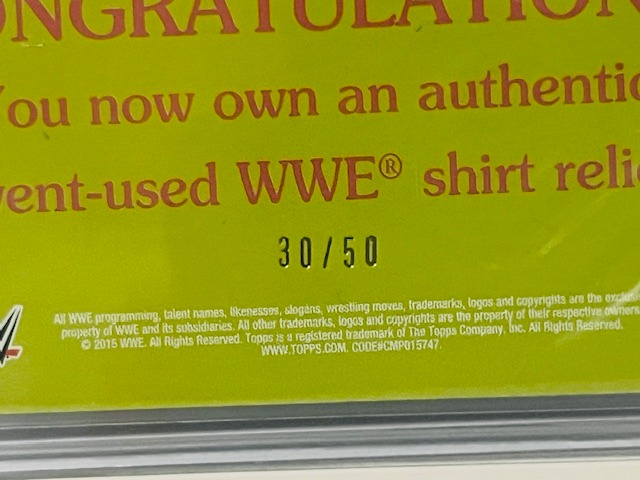 ONGRATULATION
You now own an authentic
vent-used WWE® shirt relic
30/50
All WWE programming, talent names, likenesses, slogans, wrestling moves, trademarks, logos and copyrights are the exclus
property of WWE and its subsidiaries. All other trademarks, logos and copyrights are the property of their respective owners.
© 2015 WWE. All Rights Reserved. Topps is a registered trademark of The Topps Company, Inc. All Rights Reserved.
WWW.TOPPS.COM. CODE#CMP015747.